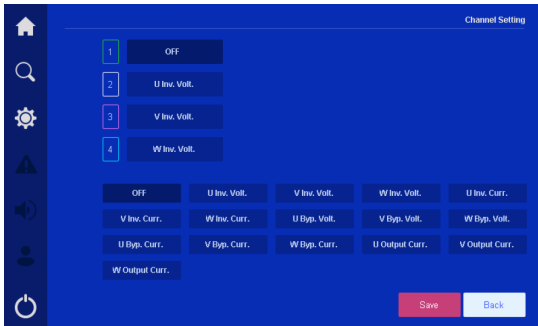 Channel Setting
1 OFF
2 U Inv. Volt.
3 V Inv. Volt.
4 W Inv. Volt.
OFF U Inv. Volt. V Inv. Volt. W Inv. Volt. U Inv. Curr.
V Inv. Curr. W Inv. Curr. U Byp. Volt. V Byp. Volt. W Byp. Volt.
U Byp. Curr. V Byp. Curr. W Byp. Curr. U Output Curr. V Output Curr.
W Output Curr.
Save Back